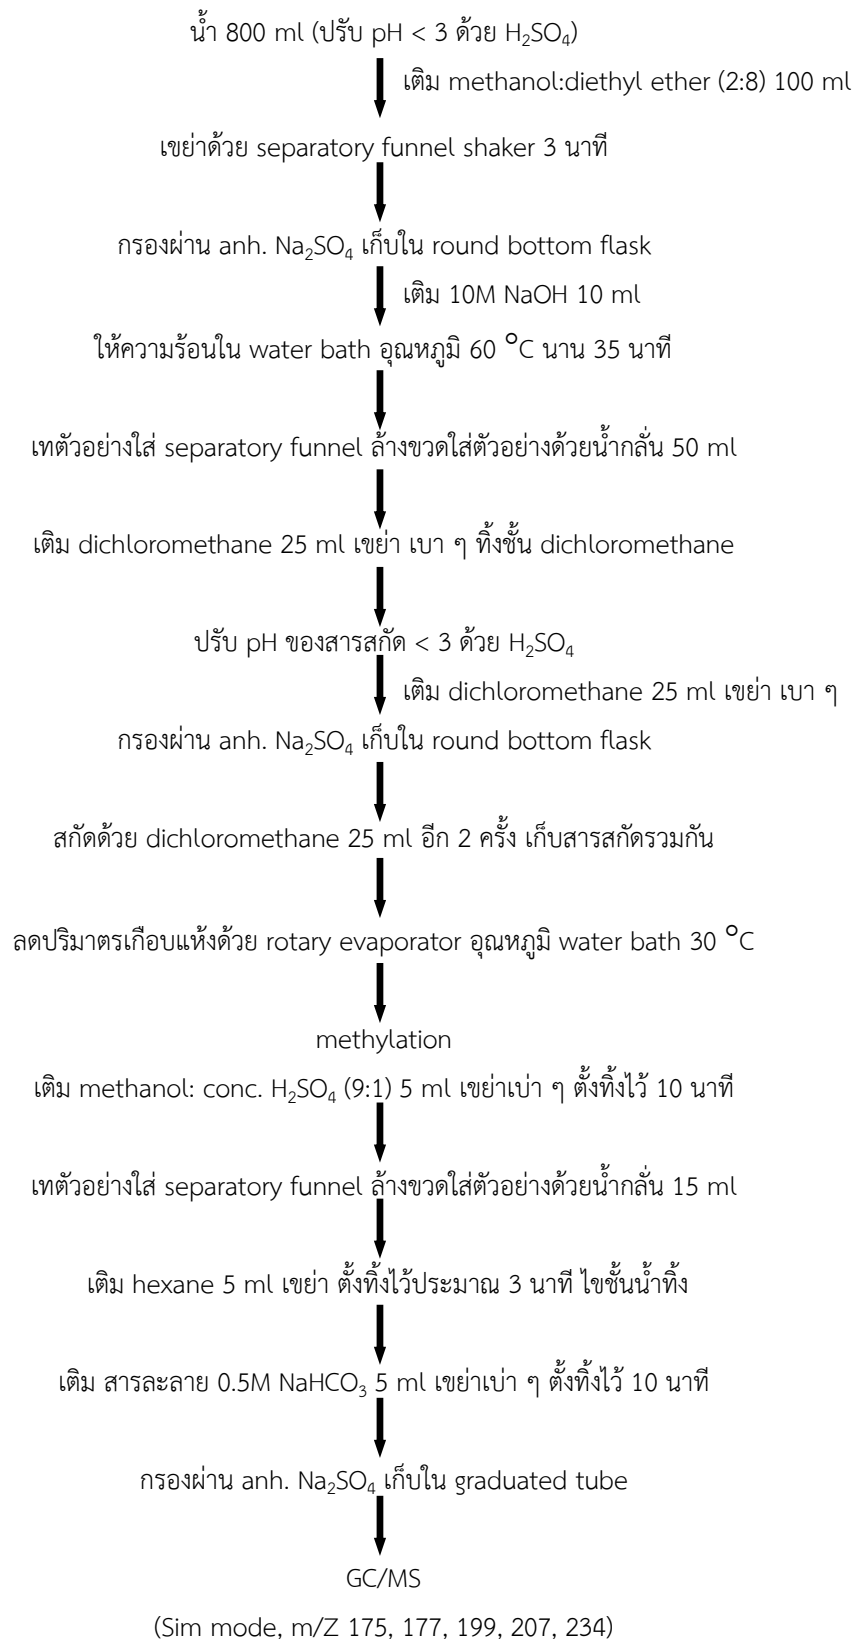 น้ำ 800 ml (ปรับ pH < 3 ด้วย H₂SO₄)
เติม methanol:diethyl ether (2:8) 100 ml
เขย่าด้วย separatory funnel shaker 3 นาที
กรองผ่าน anh. Na₂SO₄ เก็บใน round bottom flask
เติม 10M NaOH 10 ml
ให้ความร้อนใน water bath อุณหภูมิ 60 °C นาน 35 นาที
เทตัวอย่างใส่ separatory funnel ล้างขวดใส่ตัวอย่างด้วยน้ำกลั่น 50 ml
เติม dichloromethane 25 ml เขย่า เบา ๆ ทิ้งชั้น dichloromethane
ปรับ pH ของสารสกัด < 3 ด้วย H₂SO₄
เติม dichloromethane 25 ml เขย่า เบา ๆ
กรองผ่าน anh. Na₂SO₄ เก็บใน round bottom flask
สกัดด้วย dichloromethane 25 ml อีก 2 ครั้ง เก็บสารสกัดรวมกัน
ลดปริมาตรเกือบแห้งด้วย rotary evaporator อุณหภูมิ water bath 30 °C
methylation
เติม methanol: conc. H₂SO₄ (9:1) 5 ml เขย่าเบ่า ๆ ตั้งทิ้งไว้ 10 นาที
เทตัวอย่างใส่ separatory funnel ล้างขวดใส่ตัวอย่างด้วยน้ำกลั่น 15 ml
เติม hexane 5 ml เขย่า ตั้งทิ้งไว้ประมาณ 3 นาที ไขชั้นน้ำทิ้ง
เติม สารละลาย 0.5M NaHCO₃ 5 ml เขย่าเบ่า ๆ ตั้งทิ้งไว้ 10 นาที
กรองผ่าน anh. Na₂SO₄ เก็บใน graduated tube
GC/MS
(Sim mode, m/Z 175, 177, 199, 207, 234)